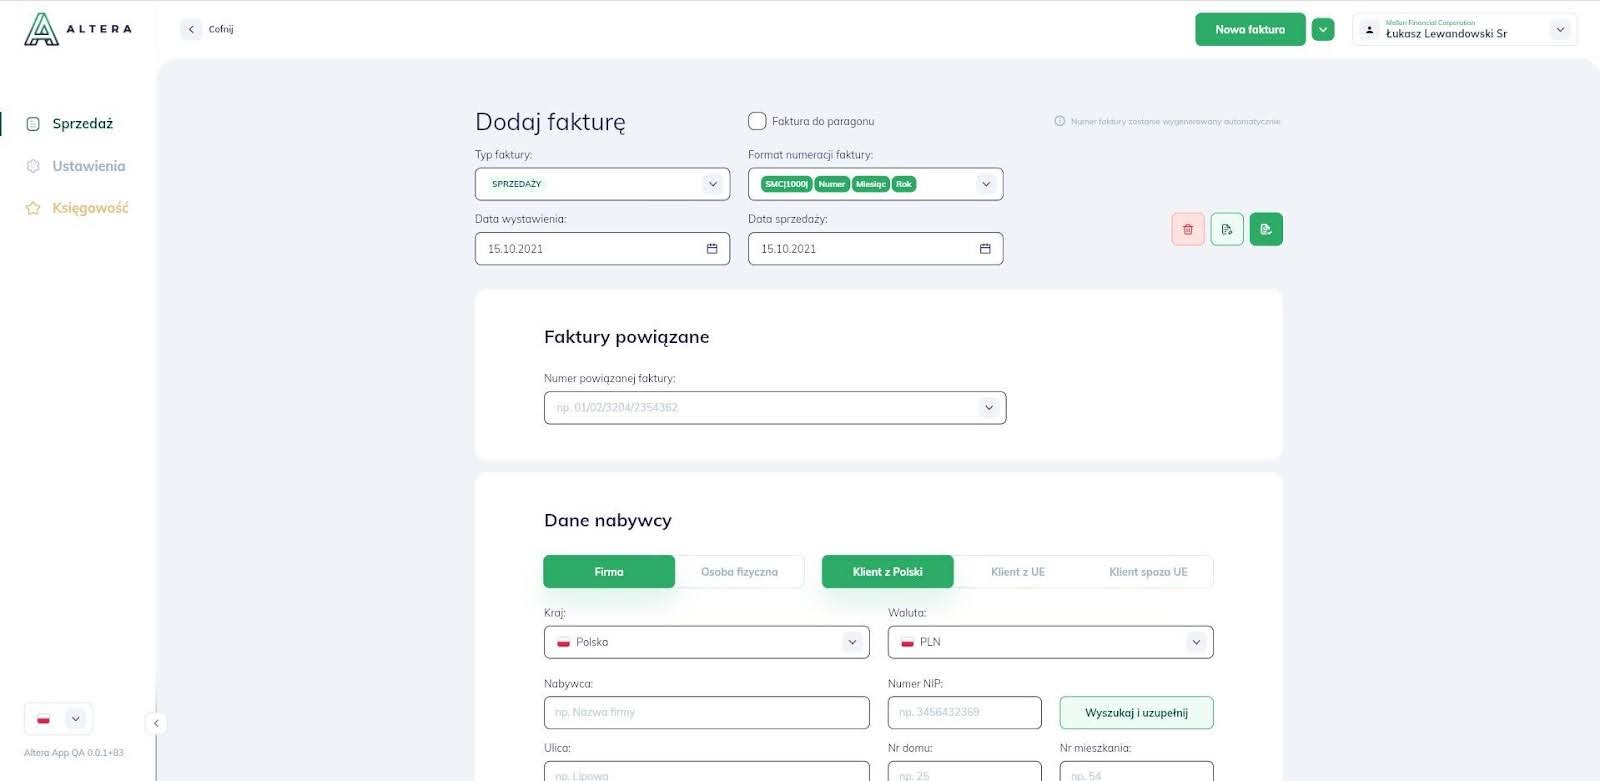 ALTERA
Cofnij
Nowa faktura
Mellon Financial Corporation
Łukasz Lewandowski Sr
Sprzedaż
Ustawienia
Księgowość
Dodaj fakturę
Faktura do paragonu
Numer faktury zostanie wygenerowany automatycznie.
Typ faktury:
Format numeracji faktury:
SPRZEDAŻY
SMC|1000| Numer Miesiąc Rok
Data wystawienia:
Data sprzedaży:
15.10.2021
15.10.2021
Faktury powiązane
Numer powiązanej faktury:
np. 01/02/3204/2354362
Dane nabywcy
Firma
Osoba fizyczna
Klient z Polski
Klient z UE
Klient spoza UE
Kraj:
Waluta:
Polska
PLN
Nabywca:
Numer NIP:
np. Nazwa firmy
np. 3456432369
Wyszukaj i uzupełnij
Ulica:
Nr domu:
Nr mieszkania:
np. Lipowa
np. 25
np. 54
Altera App QA 0.0.1+83